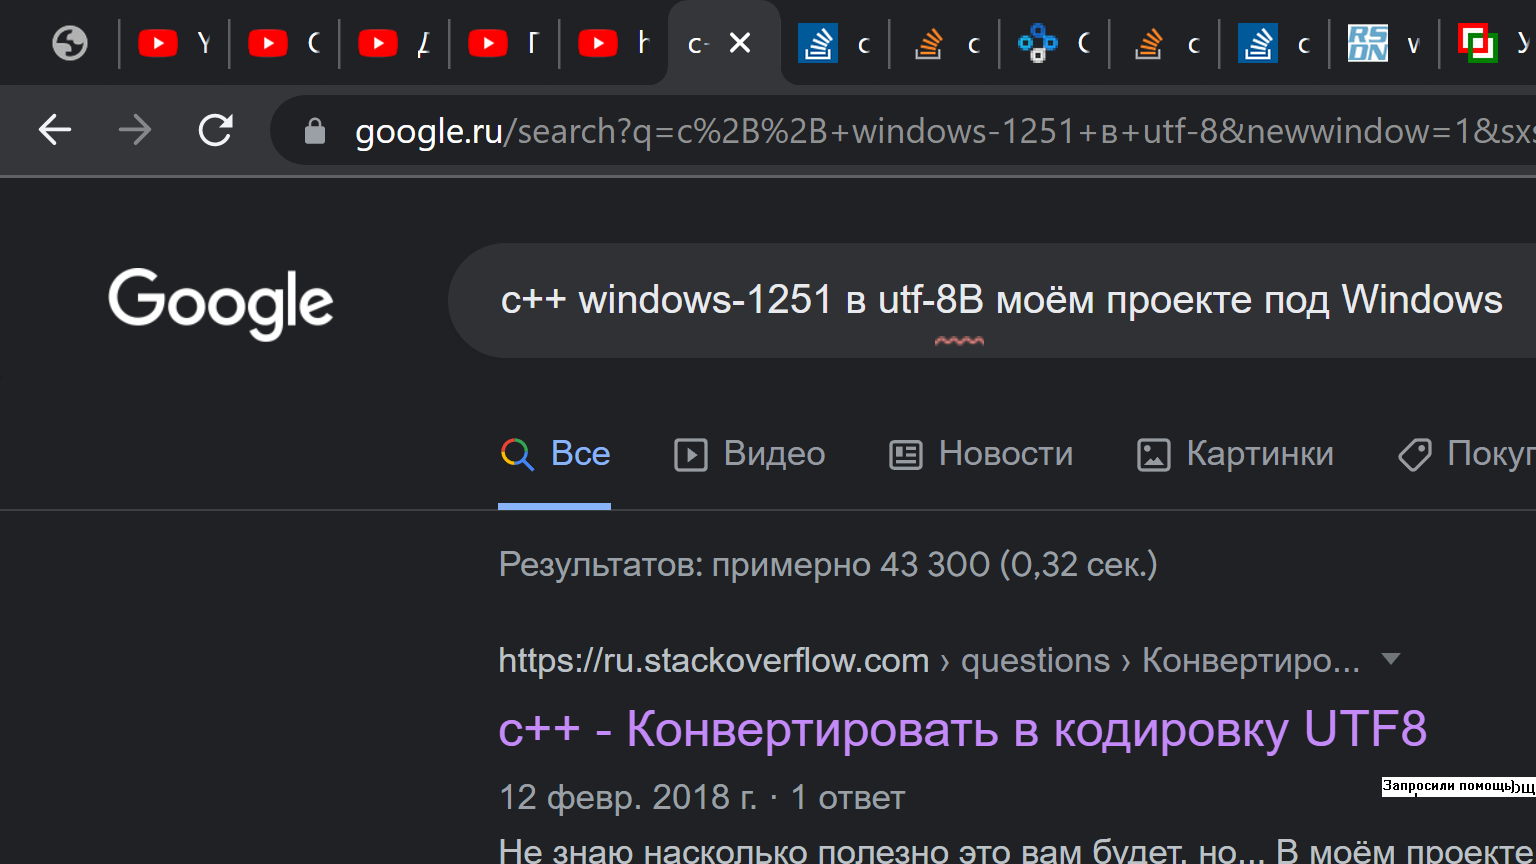 Y С Д Г h c- c c С c c w У
google.ru/search?q=c%2B%2B+windows-1251+в+utf-8&newwindow=1&sxs
Google
c++ windows-1251 в utf-8В моём проекте под Windows
Все Видео Новости Картинки Покуп
Результатов: примерно 43 300 (0,32 сек.)
https://ru.stackoverflow.com › questions › Конвертиро...
c++ - Конвертировать в кодировку UTF8
12 февр. 2018 г. · 1 ответ
Запросили помощь)
Не знаю насколько полезно это вам будет, но... В моём проекте